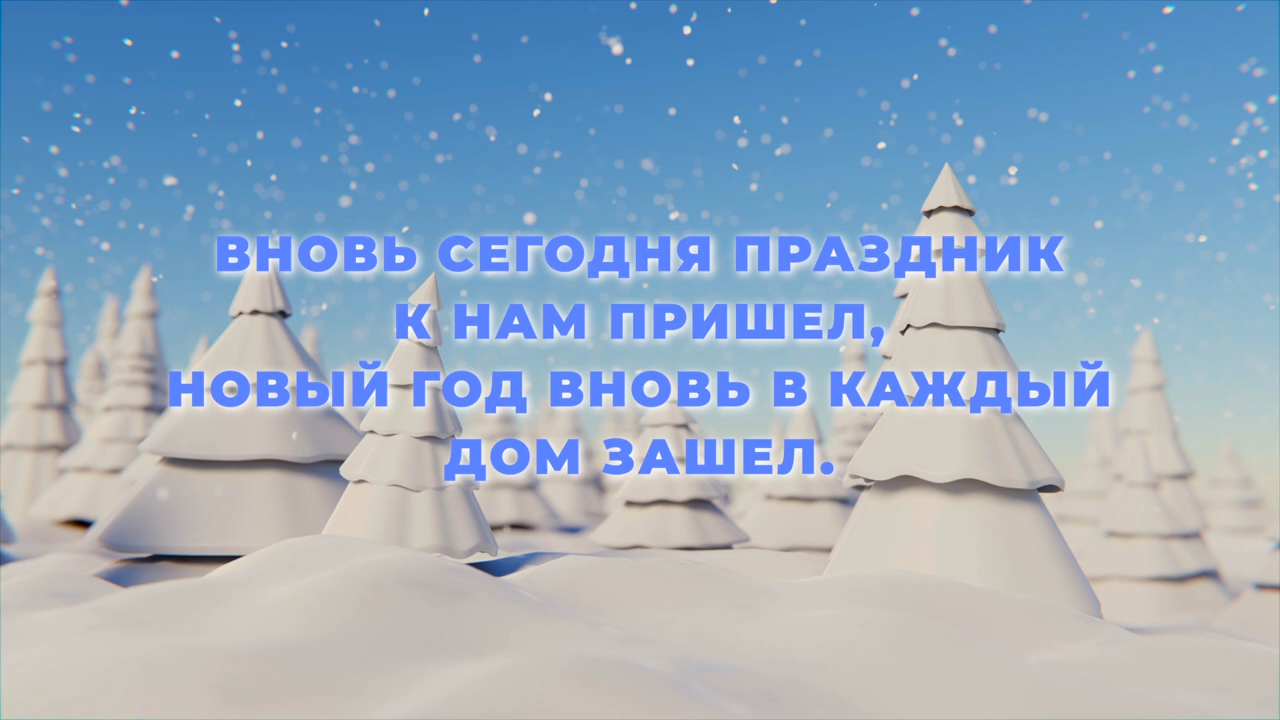 ВНОВЬ СЕГОДНЯ ПРАЗДНИК
К НАМ ПРИШЕЛ,
НОВЫЙ ГОД ВНОВЬ В КАЖДЫЙ
ДОМ ЗАШЕЛ.